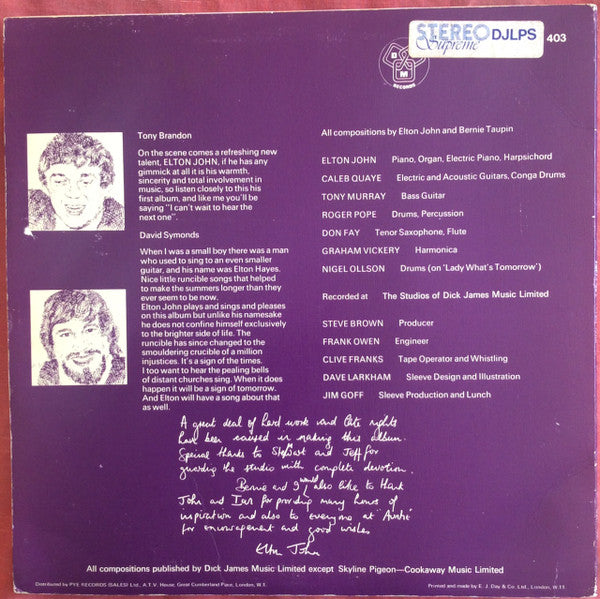 STEREO
Supreme
DJLPS 403
D
J
M
RECORDS
Tony Brandon
On the scene comes a refreshing new
talent, ELTON JOHN, if he has any
gimmick at all it is his warmth,
sincerity and total involvement in
music, so listen closely to this his
first album, and like me you'll be
saying "I can't wait to hear the
next one".
David Symonds
When I was a small boy there was a man
who used to sing to an even smaller
guitar, and his name was Elton Hayes.
Nice little runcible songs that helped
to make the summers longer than they
ever seem to be now.
Elton John plays and sings and pleases
on this album but unlike his namesake
he does not confine himself exclusively
to the brighter side of life. The
runcible has since changed to the
smouldering crucible of a million
injustices. It's a sign of the times.
I too want to hear the pealing bells
of distant churches sing. When it does
happen it will be a sign of tomorrow.
And Elton will have a song about that
as well.
All compositions by Elton John and Bernie Taupin
ELTON JOHN Piano, Organ, Electric Piano, Harpsichord
CALEB QUAYE Electric and Acoustic Guitars, Conga Drums
TONY MURRAY Bass Guitar
ROGER POPE Drums, Percussion
DON FAY Tenor Saxophone, Flute
GRAHAM VICKERY Harmonica
NIGEL OLLSON Drums (on 'Lady What's Tomorrow')
Recorded at The Studios of Dick James Music Limited
STEVE BROWN Producer
FRANK OWEN Engineer
CLIVE FRANKS Tape Operator and Whistling
DAVE LARKHAM Sleeve Design and Illustration
JIM GOFF Sleeve Production and Lunch
A great deal of hard work and late nights
have been involved in making this album.
Special thanks to Stewart and Jeff for
guarding the studio with complete devotion.
Bernie and I would also like to thank
John and Ian for providing many hours of
inspiration and also to everyone at 'Auntie'
for encouragement and good wishes
Elton John
All compositions published by Dick James Music Limited except Skyline Pigeon—Cookaway Music Limited
Distributed by PYE RECORDS (SALES) Ltd., A.T.V. House, Great Cumberland Place, London, W.1.
Printed and made by E. J. Day & Co. Ltd., London, W.11.